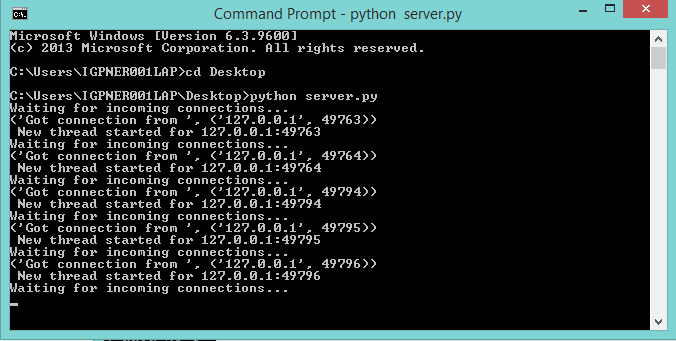 Command Prompt - python server.py
Microsoft Windows [Version 6.3.9600]
(c) 2013 Microsoft Corporation. All rights reserved.
C:\Users\IGPNER001LAP>cd Desktop
C:\Users\IGPNER001LAP\Desktop>python server.py
Waiting for incoming connections...
('Got connection from ', ('127.0.0.1', 49763))
 New thread started for 127.0.0.1:49763
Waiting for incoming connections...
('Got connection from ', ('127.0.0.1', 49764))
 New thread started for 127.0.0.1:49764
Waiting for incoming connections...
('Got connection from ', ('127.0.0.1', 49794))
 New thread started for 127.0.0.1:49794
Waiting for incoming connections...
('Got connection from ', ('127.0.0.1', 49795))
 New thread started for 127.0.0.1:49795
Waiting for incoming connections...
('Got connection from ', ('127.0.0.1', 49796))
 New thread started for 127.0.0.1:49796
Waiting for incoming connections...